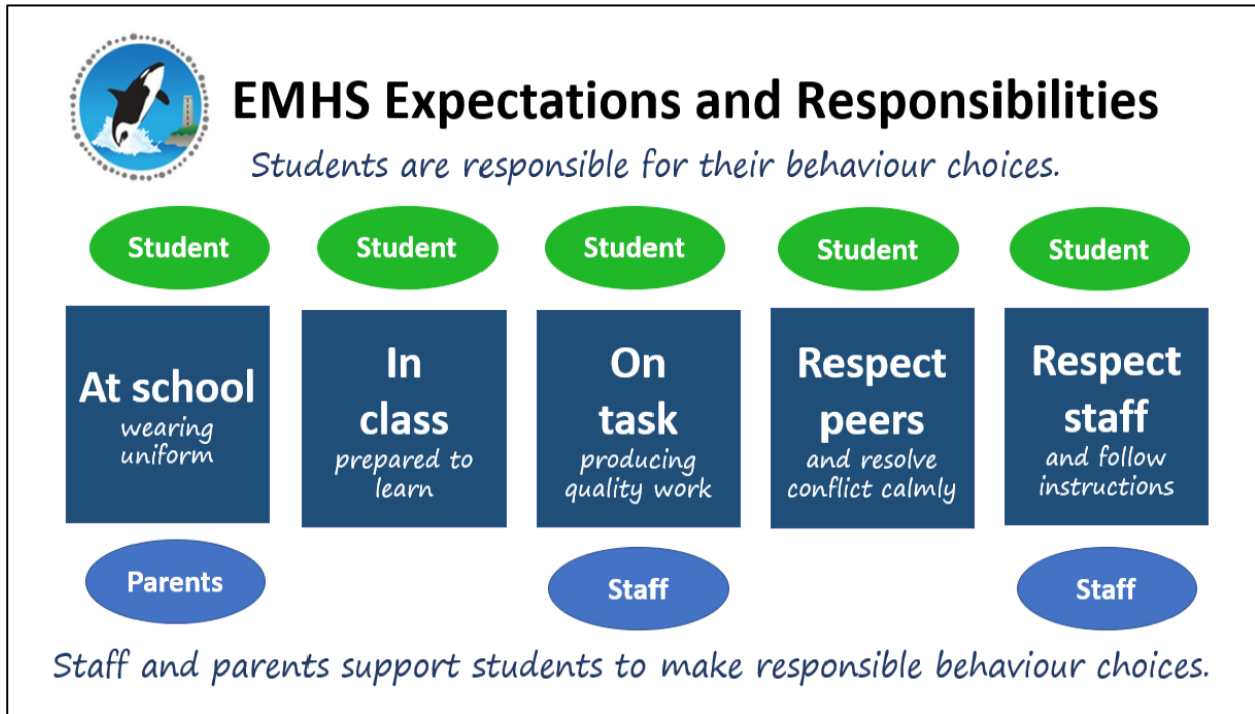 EMHS Expectations and Responsibilities
Students are responsible for their behaviour choices.
Student
Student
Student
Student
Student
At school
wearing
uniform
In
class
prepared to
learn
On
task
producing
quality work
Respect
peers
and resolve
conflict calmly
Respect
staff
and follow
instructions
Parents
Staff
Staff
Staff and parents support students to make responsible behaviour choices.